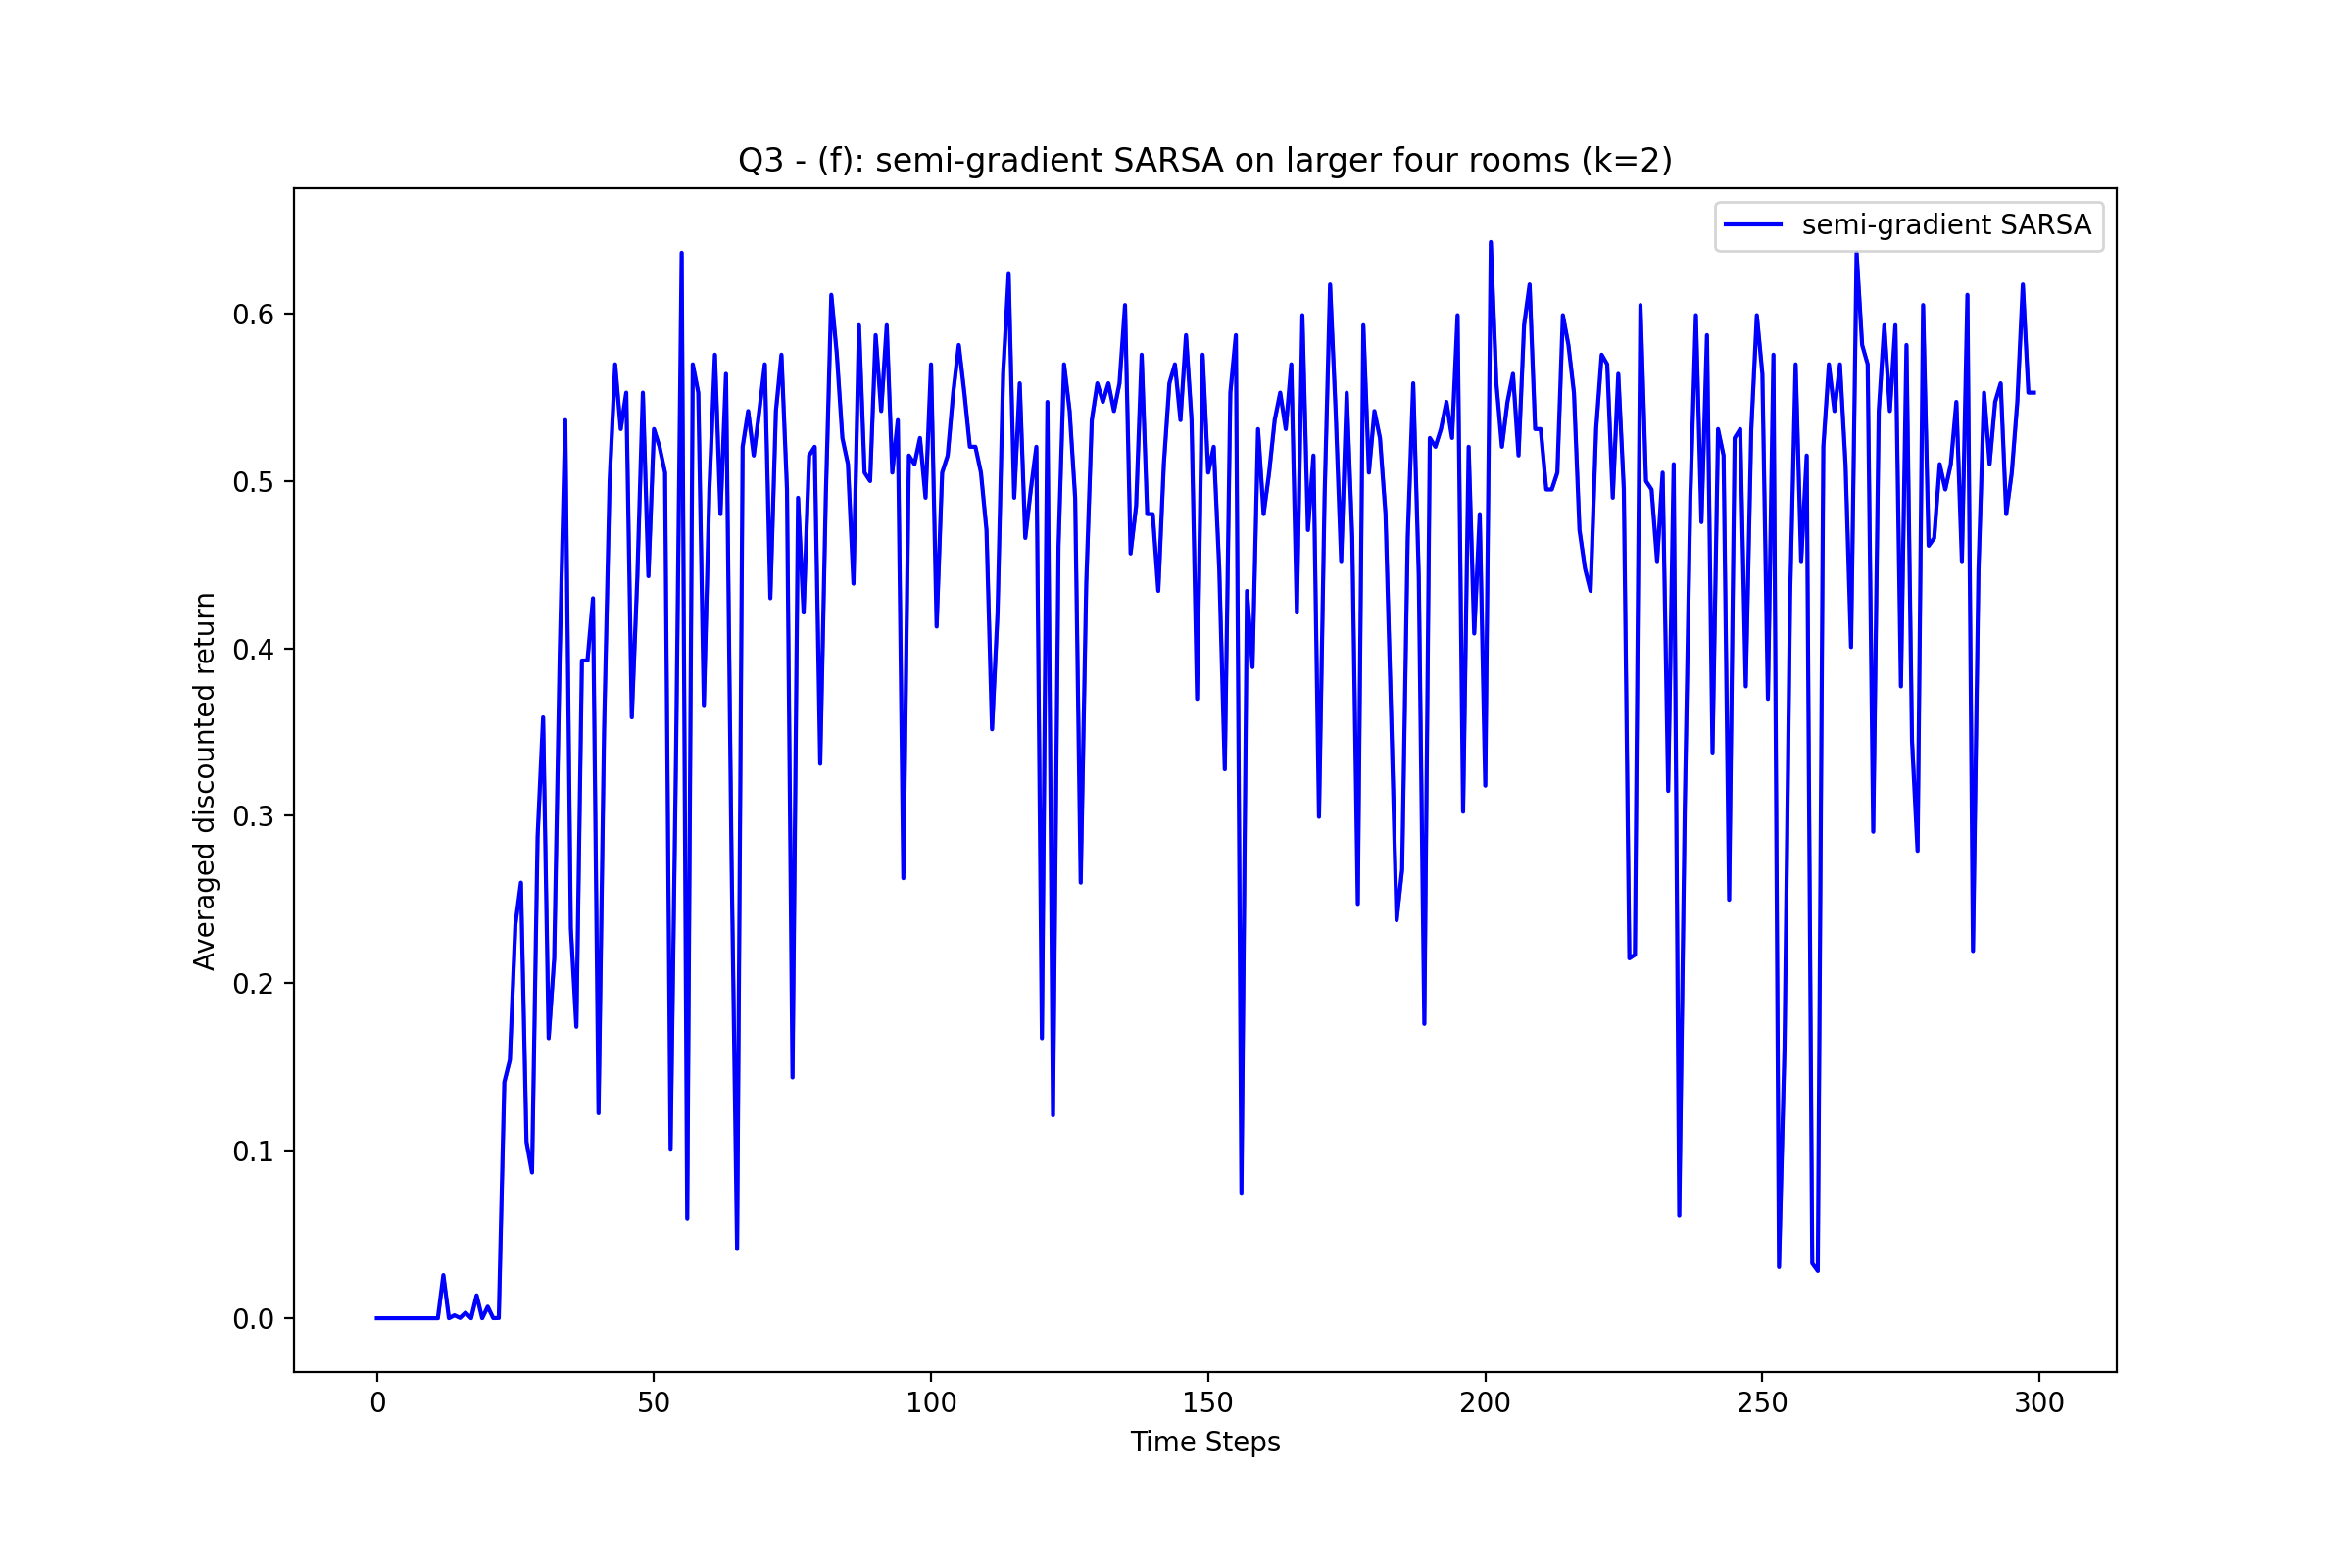 Q3 - (f): semi-gradient SARSA on larger four rooms (k=2)
semi-gradient SARSA
Averaged discounted return
0.6
0.5
0.4
0.3
0.2
0.1
0.0
0 50 100 150 200 250 300
Time Steps